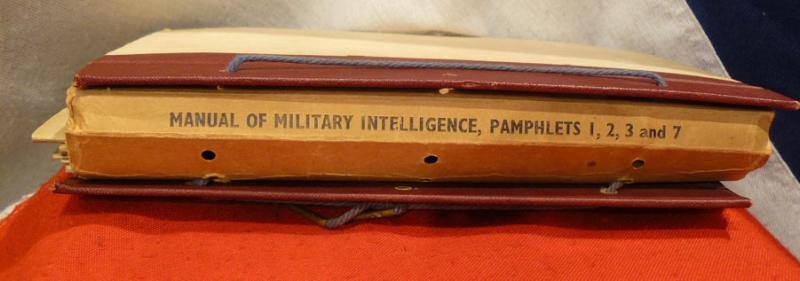 MANUAL OF MILITARY INTELLIGENCE, PAMPHLETS 1, 2, 3 and 7